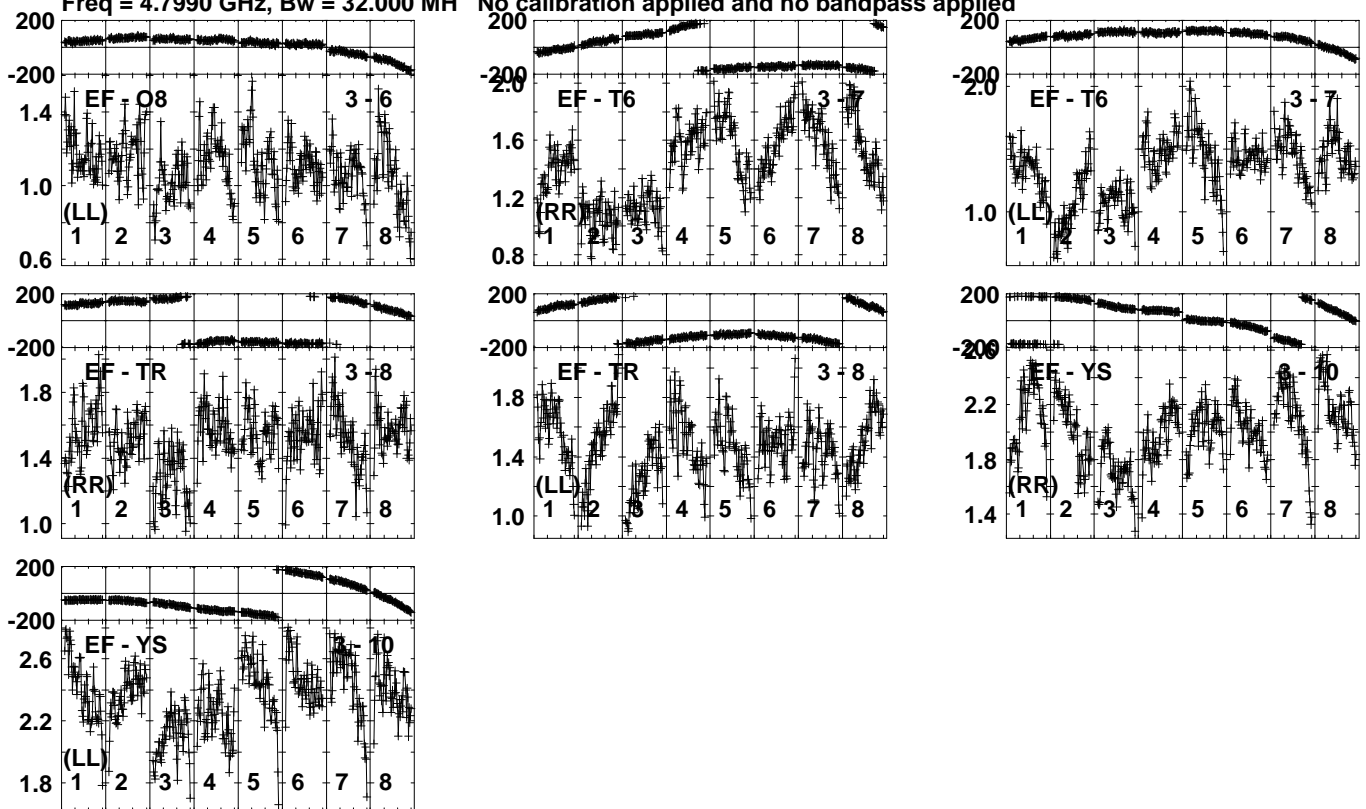 Freq = 4.7990 GHz, Bw = 32.000 MH No calibration applied and no bandpass applied
200
-200
EF - O8 3 - 6
1.4
1.0
0.6
(LL)
1 2 3 4 5 6 7 8
200
-200
2.0
EF - T6 3 - 7
1.6
1.2
0.8
(RR)
1 2 3 4 5 6 7 8
200
-200
2.0
EF - T6 3 - 7
1.0
(LL)
1 2 3 4 5 6 7 8
200
-200
EF - TR 3 - 8
1.8
1.4
1.0
(RR)
1 2 3 4 5 6 7 8
200
-200
EF - TR 3 - 8
1.8
1.4
1.0
(LL)
1 2 3 4 5 6 7 8
200
-200
2.6
EF - YS 3 - 10
2.2
1.8
1.4
(RR)
1 2 3 4 5 6 7 8
200
-200
EF - YS 3 - 10
2.6
2.2
1.8
(LL)
1 2 3 4 5 6 7 8